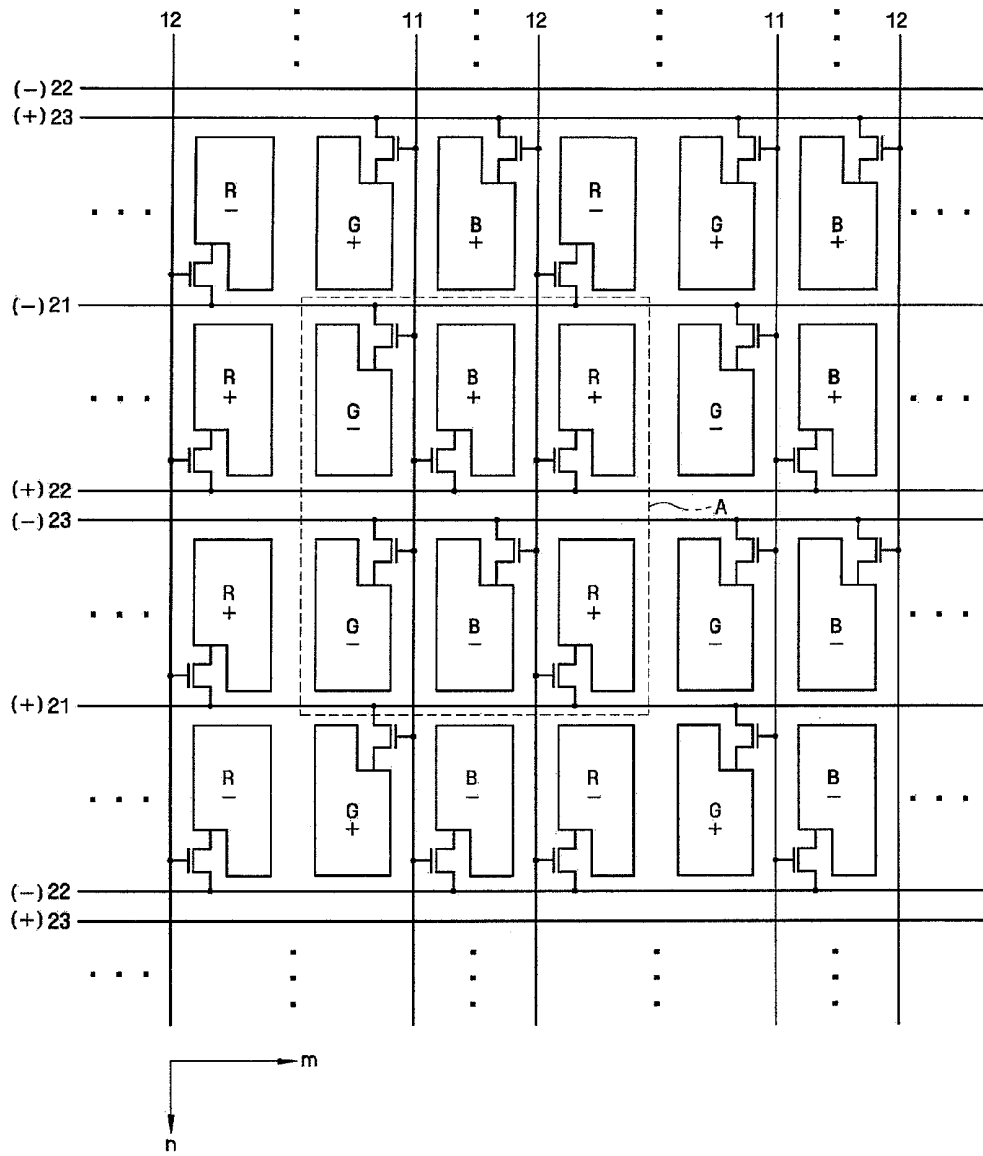 12 11 12 11 12
(-)22
(+)23
R G B R G B
- + + - + +
(-)21
R G B R G B
+ - + + - +
(+)22
(-)23
A
R G B R G B
+ - - + - -
(+)21
R G B R G B
- + - - + -
(-)22
(+)23
m
n